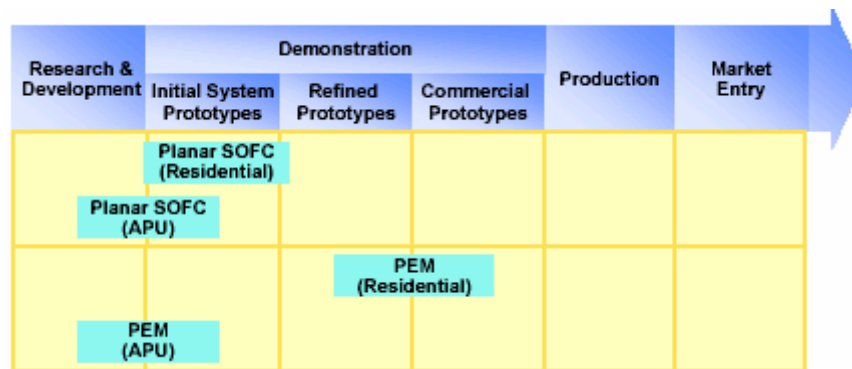 Demonstration
Research &
Development
Initial System
Prototypes
Refined
Prototypes
Commercial
Prototypes
Production
Market
Entry
Planar SOFC
(Residential)
Planar SOFC
(APU)
PEM
(Residential)
PEM
(APU)